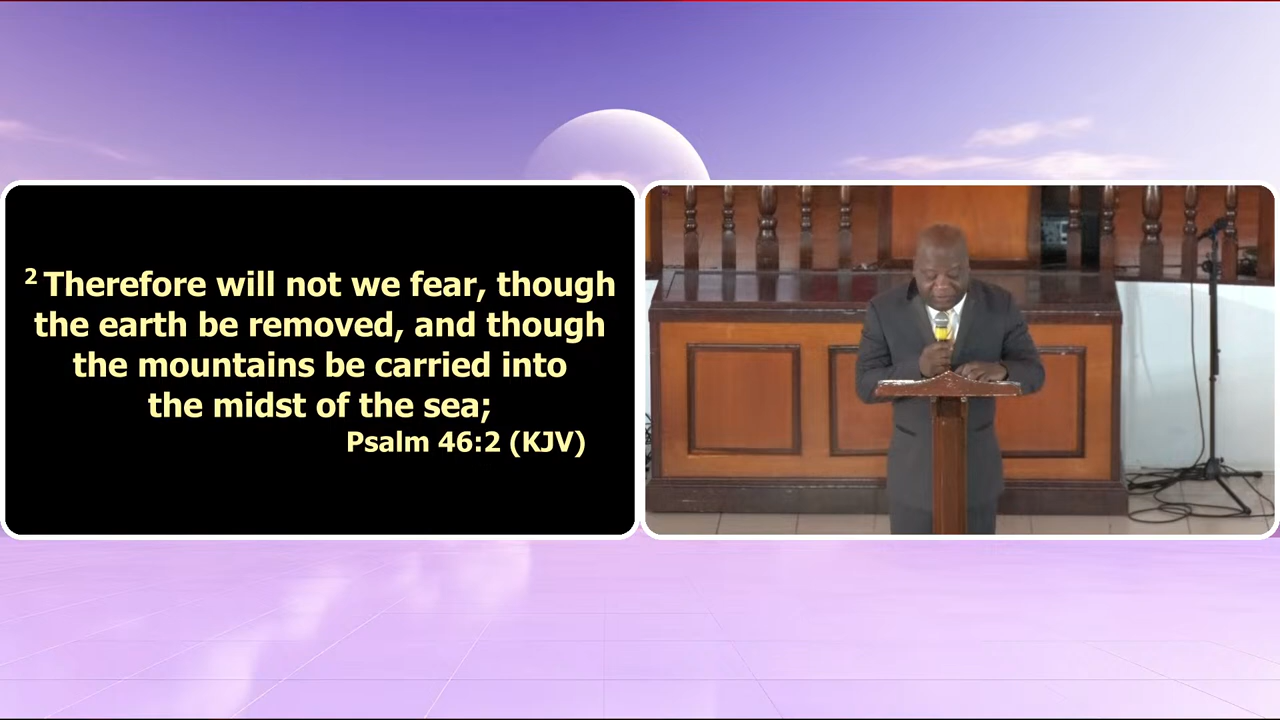 2 Therefore will not we fear, though
the earth be removed, and though
the mountains be carried into
the midst of the sea;
Psalm 46:2 (KJV)